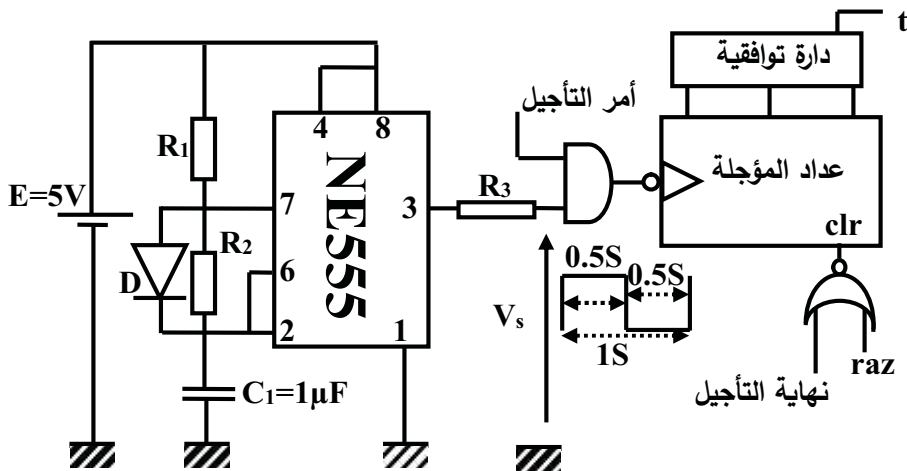 t
دارة توافقية
أمر التأجيل
4
8
R₁
NE555
R₃
عداد المؤجلة
E=5V
7
3
clr
R₂
D
6
0.5S
0.5S
2
1
Vₛ
1S
C₁=1µF
raz
نهاية التأجيل